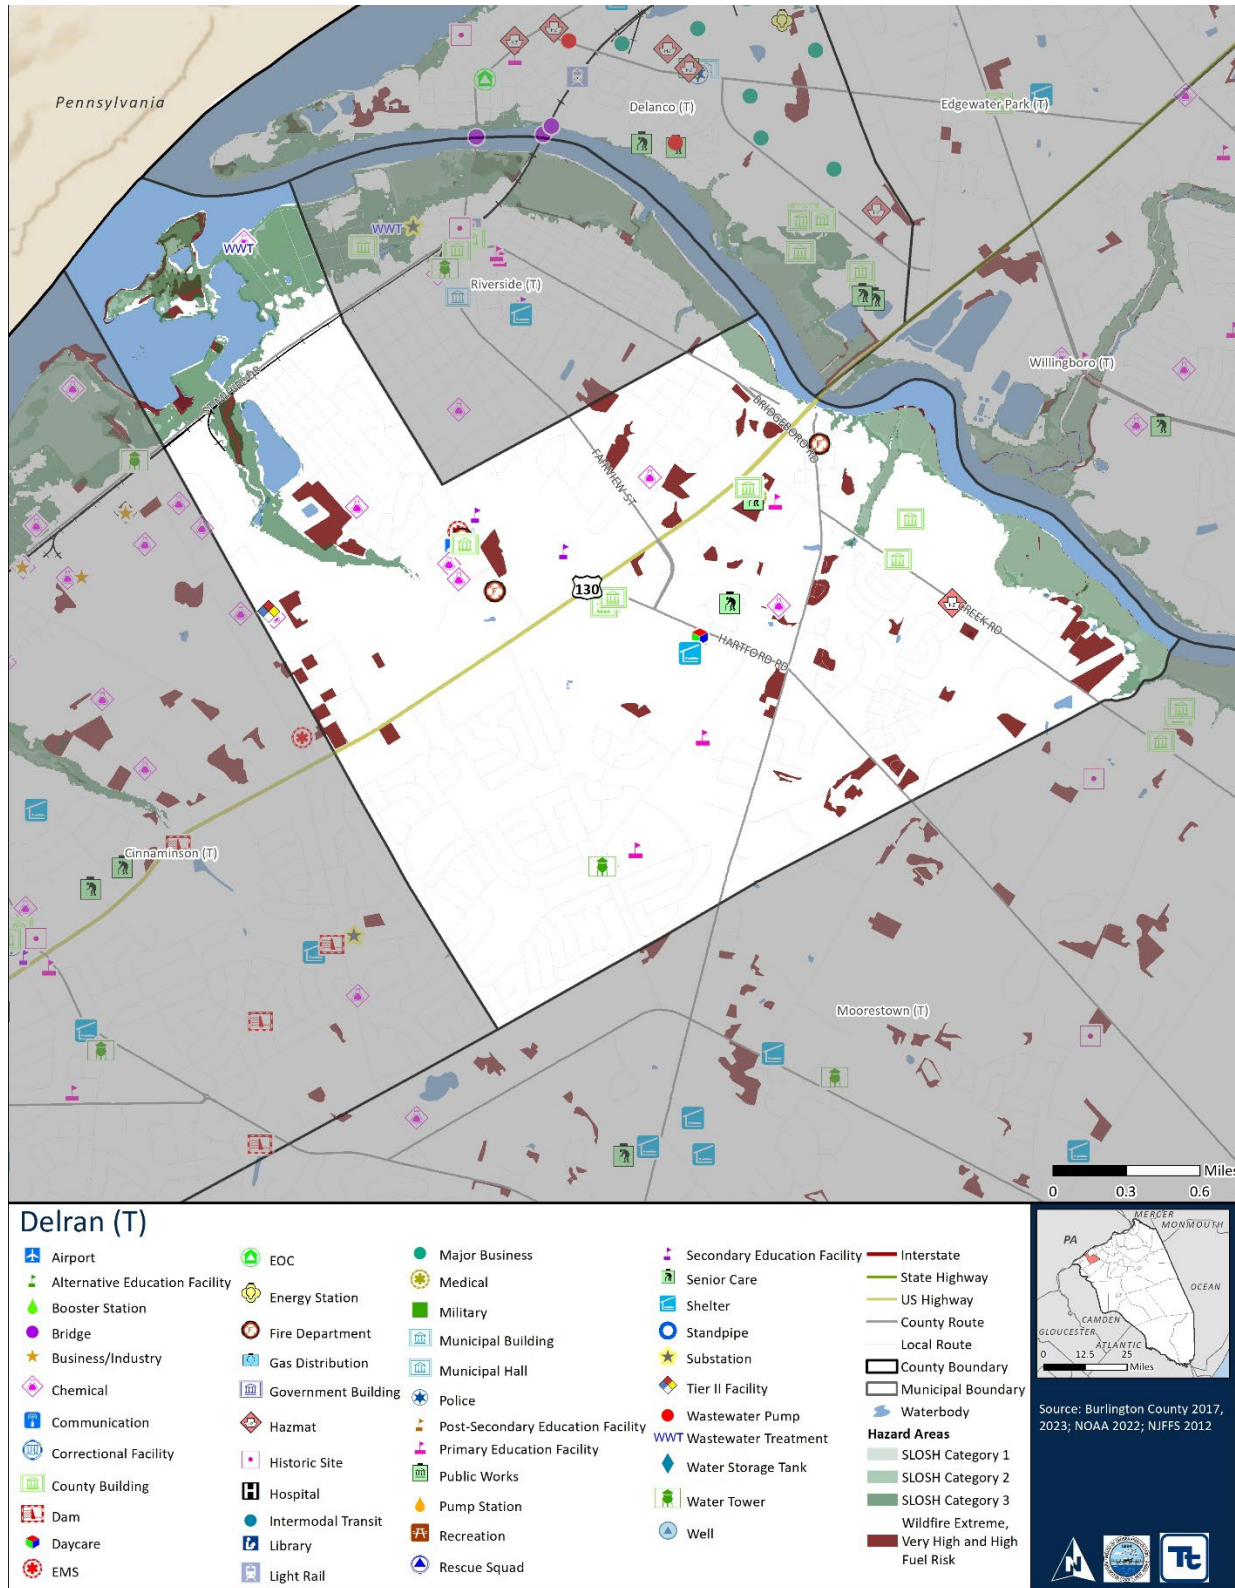 Pennsylvania
Delanco (T)
Edgewater Park (T)
WWT
WWT
Riverside (T)
Willingboro (T)
BRIDGEBORO RD
FAIRVIEW ST
130
CREEK RD
HARTFORD RD
Cinnaminson (T)
Moorestown (T)
Miles
0 0.3 0.6
Delran (T)
Airport
Alternative Education Facility
Booster Station
Bridge
Business/Industry
Chemical
Communication
Correctional Facility
County Building
Dam
Daycare
EMS
EOC
Energy Station
Fire Department
Gas Distribution
Government Building
Hazmat
Historic Site
Hospital
Intermodal Transit
Library
Light Rail
Major Business
Medical
Military
Municipal Building
Municipal Hall
Police
Post-Secondary Education Facility
Primary Education Facility
Public Works
Pump Station
Recreation
Rescue Squad
Secondary Education Facility
Senior Care
Shelter
Standpipe
Substation
Tier II Facility
Wastewater Pump
WWT Wastewater Treatment
Water Storage Tank
Water Tower
Well
Interstate
State Highway
US Highway
County Route
Local Route
County Boundary
Municipal Boundary
Waterbody
Hazard Areas
SLOSH Category 1
SLOSH Category 2
SLOSH Category 3
Wildfire Extreme,
Very High and High
Fuel Risk
MERCER
MONMOUTH
PA
OCEAN
CAMDEN
GLOUCESTER
ATLANTIC
0 12.5 25
Miles
Source: Burlington County 2017,
2023; NOAA 2022; NJFFS 2012
N
Tt